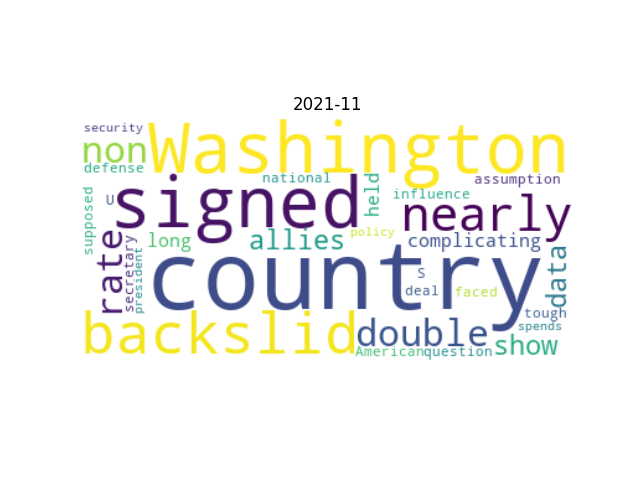 2021-11
security
non
Washington
defense
national
held
assumption
supposed
U
signed
influence
nearly
rate
secretary
president
long
allies
policy
complicating
data
country
S
deal
faced
tough
backslid
double
spends
American
question
show